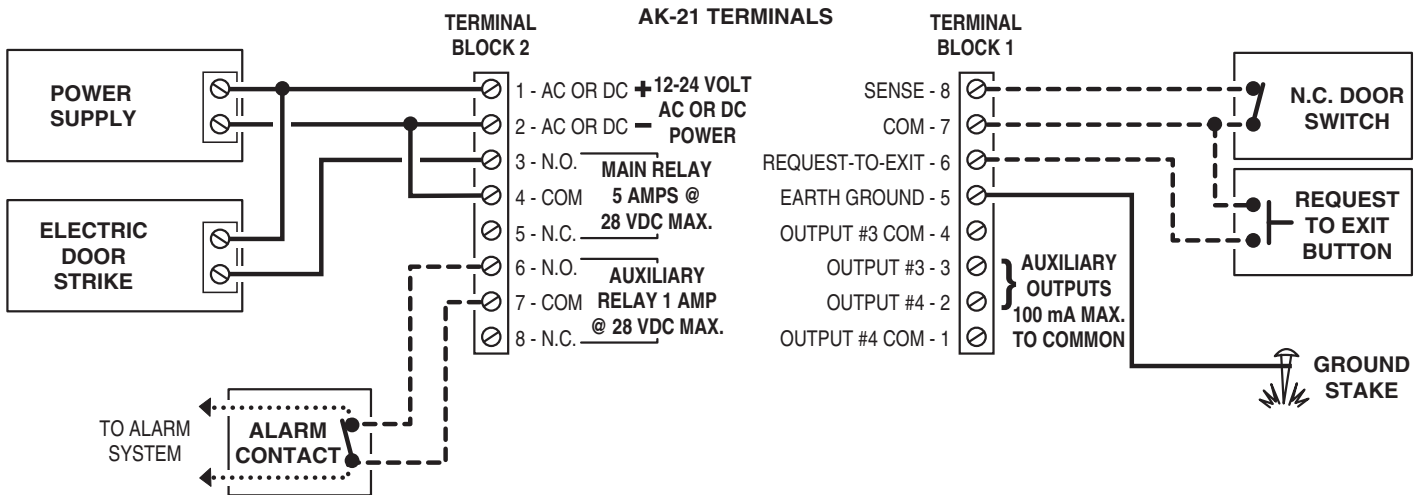 AK-21 TERMINALS
TERMINAL
BLOCK 2
TERMINAL
BLOCK 1
POWER
SUPPLY
ELECTRIC
DOOR
STRIKE
1 - AC OR DC +
2 - AC OR DC –
12-24 VOLT
AC OR DC
POWER
3 - N.O.
4 - COM
5 - N.C.
MAIN RELAY
5 AMPS @
28 VDC MAX.
6 - N.O.
7 - COM
8 - N.C.
AUXILIARY
RELAY 1 AMP
@ 28 VDC MAX.
SENSE - 8
COM - 7
REQUEST-TO-EXIT - 6
EARTH GROUND - 5
OUTPUT #3 COM - 4
OUTPUT #3 - 3
OUTPUT #4 - 2
OUTPUT #4 COM - 1
} AUXILIARY
OUTPUTS
100 mA MAX.
TO COMMON
N.C. DOOR
SWITCH
REQUEST
TO EXIT
BUTTON
GROUND
STAKE
TO ALARM
SYSTEM
ALARM
CONTACT